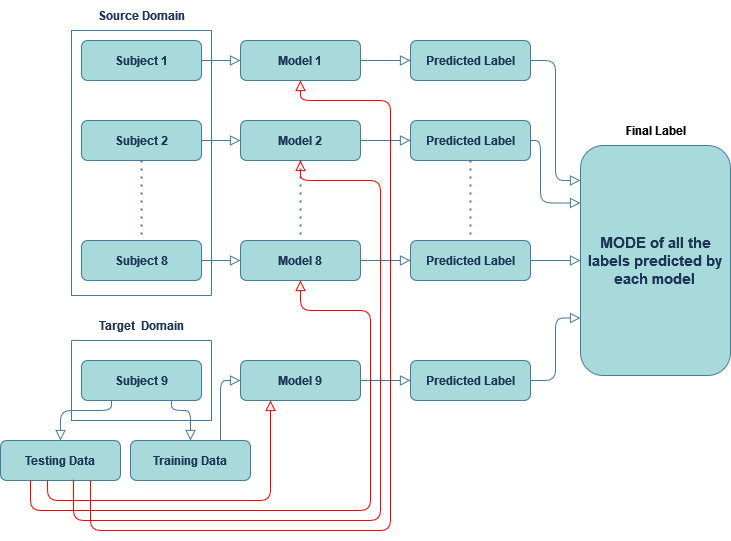 Source Domain
Subject 1
Model 1
Predicted Label
Subject 2
Model 2
Predicted Label
Final Label
MODE of all the
labels predicted by
each model
Subject 8
Model 8
Predicted Label
Target Domain
Subject 9
Model 9
Predicted Label
Testing Data
Training Data